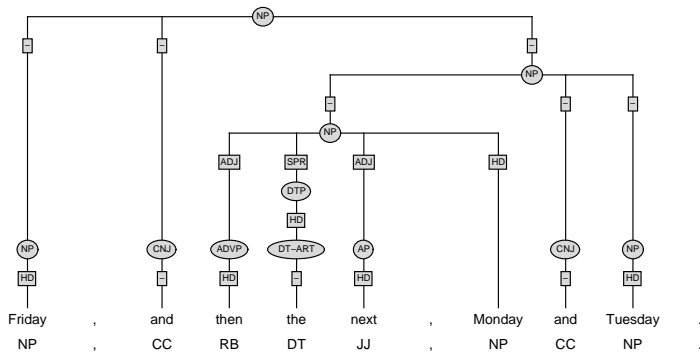 NP
– – –
NP
– – –
NP
ADJ SPR ADJ HD
DTP
HD
NP CNJ ADVP DT–ART AP CNJ NP
HD – HD – HD – HD
Friday , and then the next , Monday and Tuesday .
NP , CC RB DT JJ , NP CC NP .